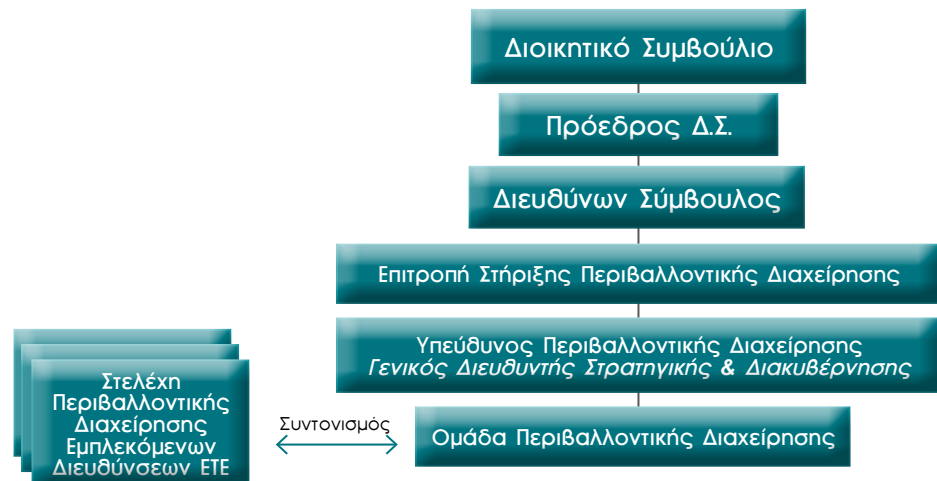 Διοικητικό Συμβούλιο
Πρόεδρος Δ.Σ.
Διευθύνων Σύμβουλος
Επιτροπή Στήριξης Περιβαλλοντικής Διαχείρησης
Υπεύθυνος Περιβαλλοντικής Διαχείρησης
Γενικός Διευθυντής Στρατηγικής & Διακυβέρνησης
Στελέχη
Περιβαλλοντικής
Διαχείρησης
Εμπλεκόμενων
Διευθύνσεων ΕΤΕ
Συντονισμός
Ομάδα Περιβαλλοντικής Διαχείρησης